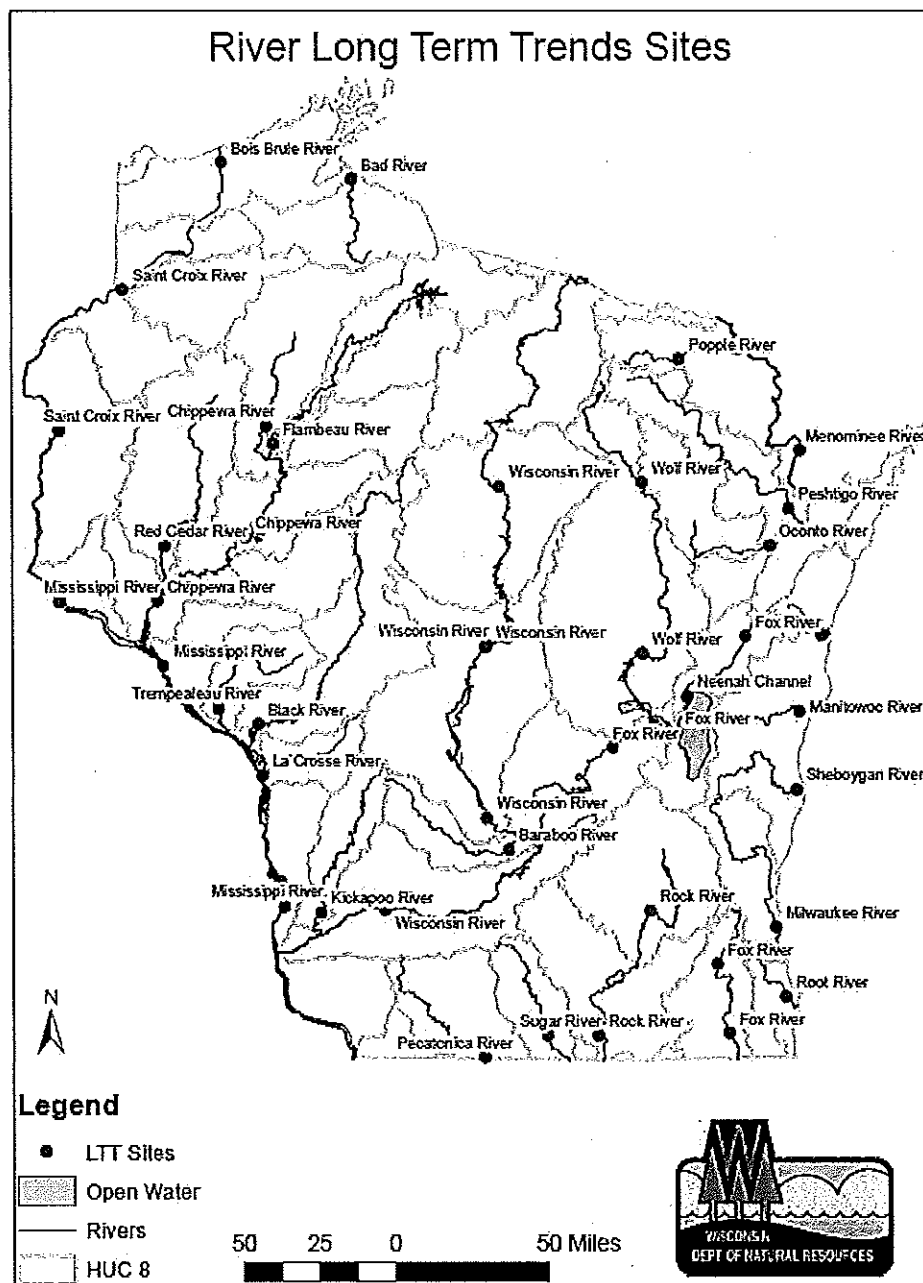 River Long Term Trends Sites
Bois Brule River
Bad River
Saint Croix River
Popple River
Saint Croix River
Chippewa River
Flambeau River
Menominee River
Wisconsin River
Wolf River
Peshtigo River
Red Cedar River
Chippewa River
Oconto River
Mississippi River
Chippewa River
Wisconsin River
Wisconsin River
Wolf River
Fox River
Mississippi River
Neenah Channel
Trempealeau River
Black River
Fox River
Manitowoc River
Fox River
La Crosse River
Sheboygan River
Wisconsin River
Baraboo River
Mississippi River
Kickapoo River
Wisconsin River
Rock River
Milwaukee River
Fox River
Root River
N
Sugar River
Rock River
Fox River
Pecatonica River
Legend
LTT Sites
Open Water
Rivers
HUC 8
50 25 0 50 Miles
WISCONSIN
DEPT OF NATURAL RESOURCES